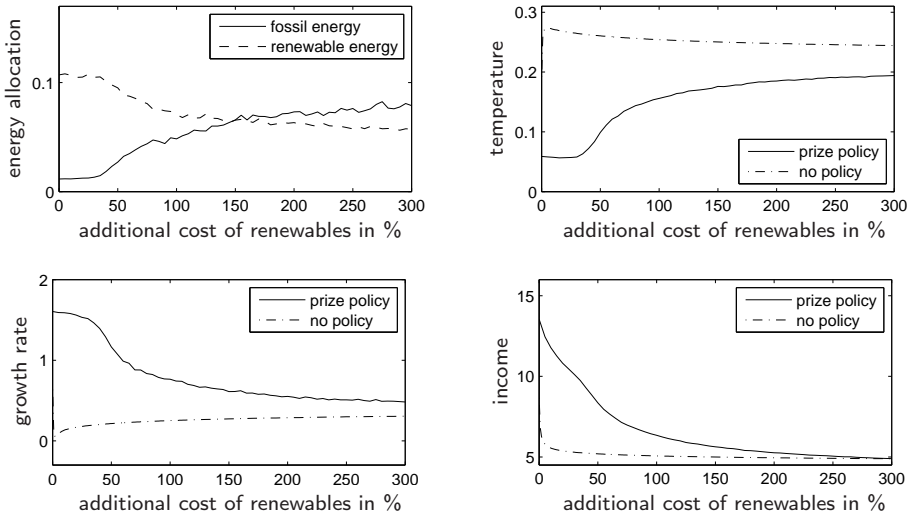 fossil energy
renewable energy
energy allocation
0.1
0
0 50 100 150 200 250 300
additional cost of renewables in %
0.3
0.2
0.1
0
temperature
prize policy
no policy
0 50 100 150 200 250 300
additional cost of renewables in %
2
1
0
growth rate
prize policy
no policy
0 50 100 150 200 250 300
additional cost of renewables in %
15
10
5
income
prize policy
no policy
0 50 100 150 200 250 300
additional cost of renewables in %